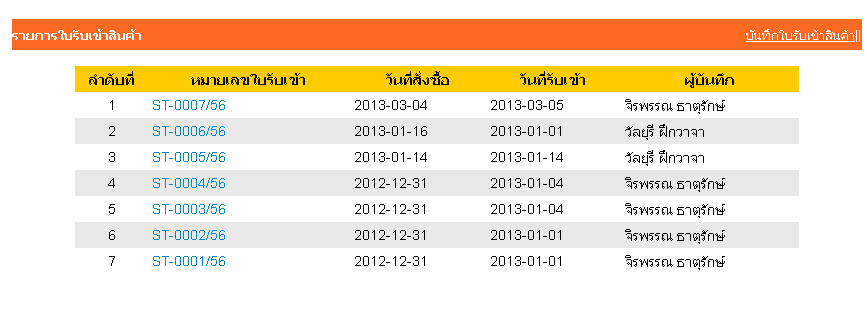 รายการใบรับเข้าสินค้า บันทึกใบรับเข้าสินค้า||
ลำดับที่ หมายเลขใบรับเข้า วันที่สั่งซื้อ วันที่รับเข้า ผู้บันทึก
1 ST-0007/56 2013-03-04 2013-03-05 จิรพรรณ ธาตุรักษ์
2 ST-0006/56 2013-01-16 2013-01-01 วัลยุรี ฝึกวาจา
3 ST-0005/56 2013-01-14 2013-01-14 วัลยุรี ฝึกวาจา
4 ST-0004/56 2012-12-31 2013-01-04 จิรพรรณ ธาตุรักษ์
5 ST-0003/56 2012-12-31 2013-01-04 จิรพรรณ ธาตุรักษ์
6 ST-0002/56 2012-12-31 2013-01-01 จิรพรรณ ธาตุรักษ์
7 ST-0001/56 2012-12-31 2013-01-01 จิรพรรณ ธาตุรักษ์